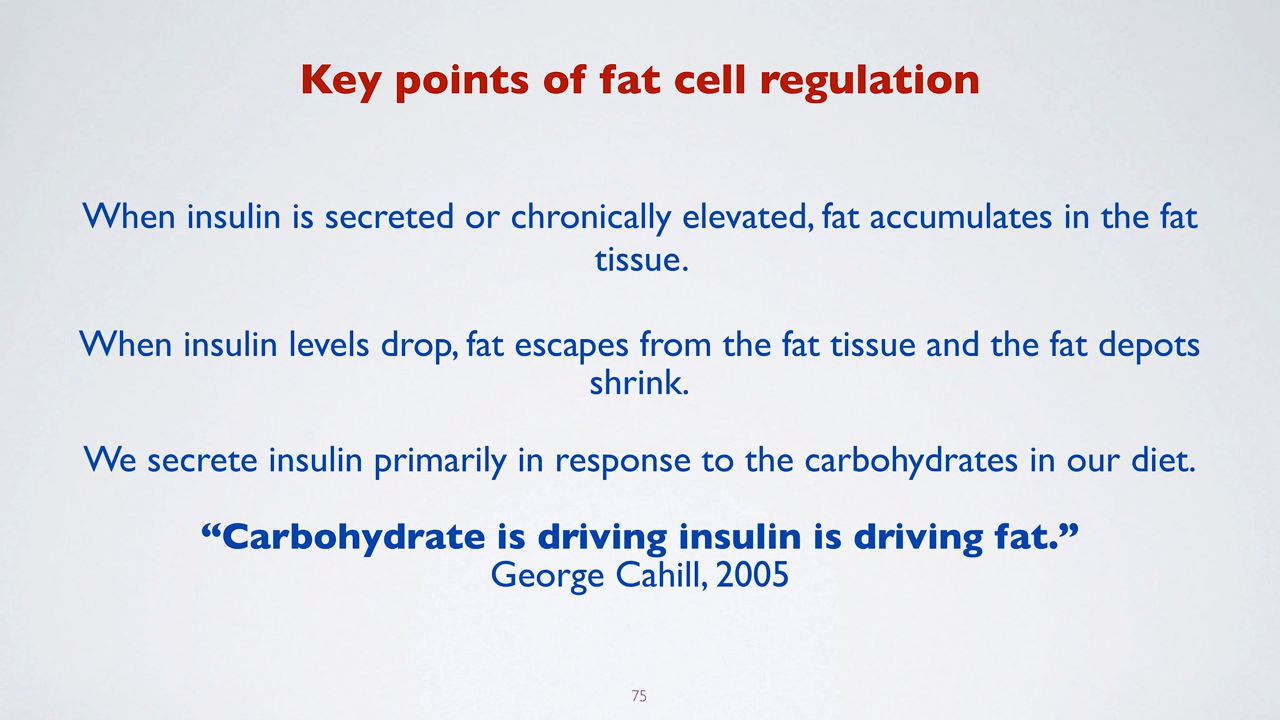 Key points of fat cell regulation
When insulin is secreted or chronically elevated, fat accumulates in the fat
tissue.
When insulin levels drop, fat escapes from the fat tissue and the fat depots
shrink.
We secrete insulin primarily in response to the carbohydrates in our diet.
“Carbohydrate is driving insulin is driving fat.”
George Cahill, 2005
75